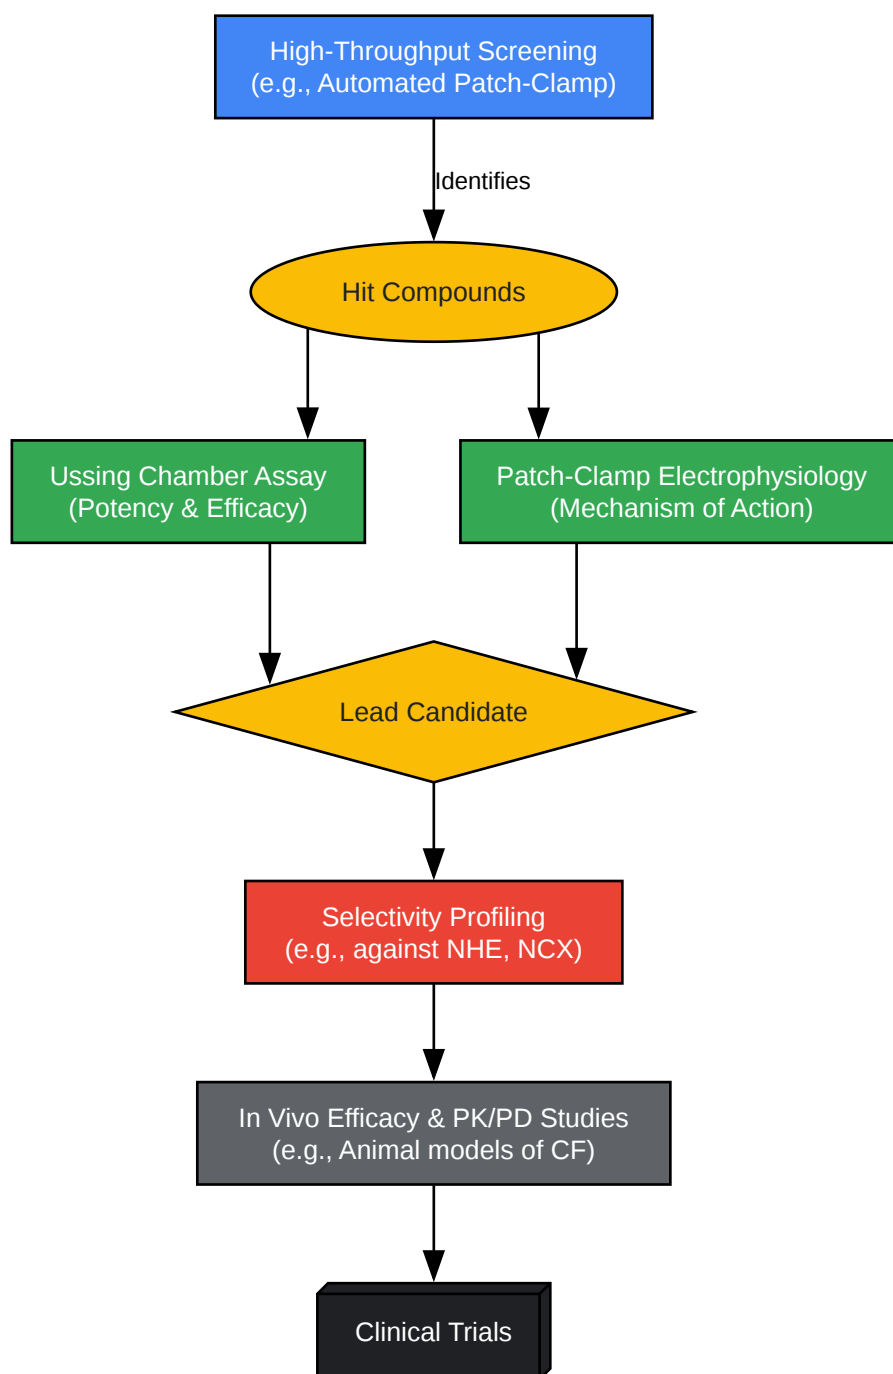 High-Throughput Screening
(e.g., Automated Patch-Clamp)
Identifies
Hit Compounds
Ussing Chamber Assay
(Potency & Efficacy)
Patch-Clamp Electrophysiology
(Mechanism of Action)
Lead Candidate
Selectivity Profiling
(e.g., against NHE, NCX)
In Vivo Efficacy & PK/PD Studies
(e.g., Animal models of CF)
Clinical Trials